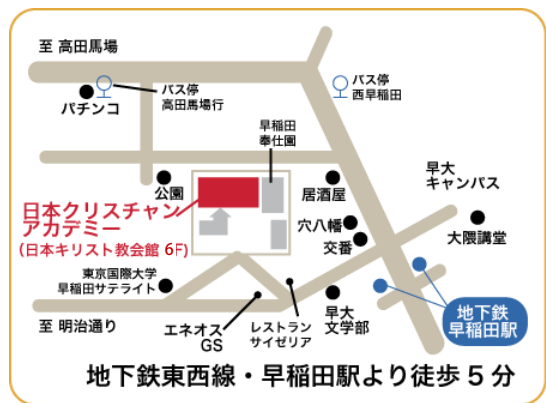 至 高田馬場
パチンコ
バス停
高田馬場行
バス停
西早稲田
早稲田
奉仕園
公園
居酒屋
早大
キャンパス
日本クリスチャン
アカデミー
(日本キリスト教会館 6F)
穴八幡
交番
大隈講堂
東京国際大学
早稲田サテライト
至 明治通り
エネオス
GS
レストラン
サイゼリア
早大
文学部
地下鉄
早稲田駅
地下鉄東西線・早稲田駅より徒歩 5 分